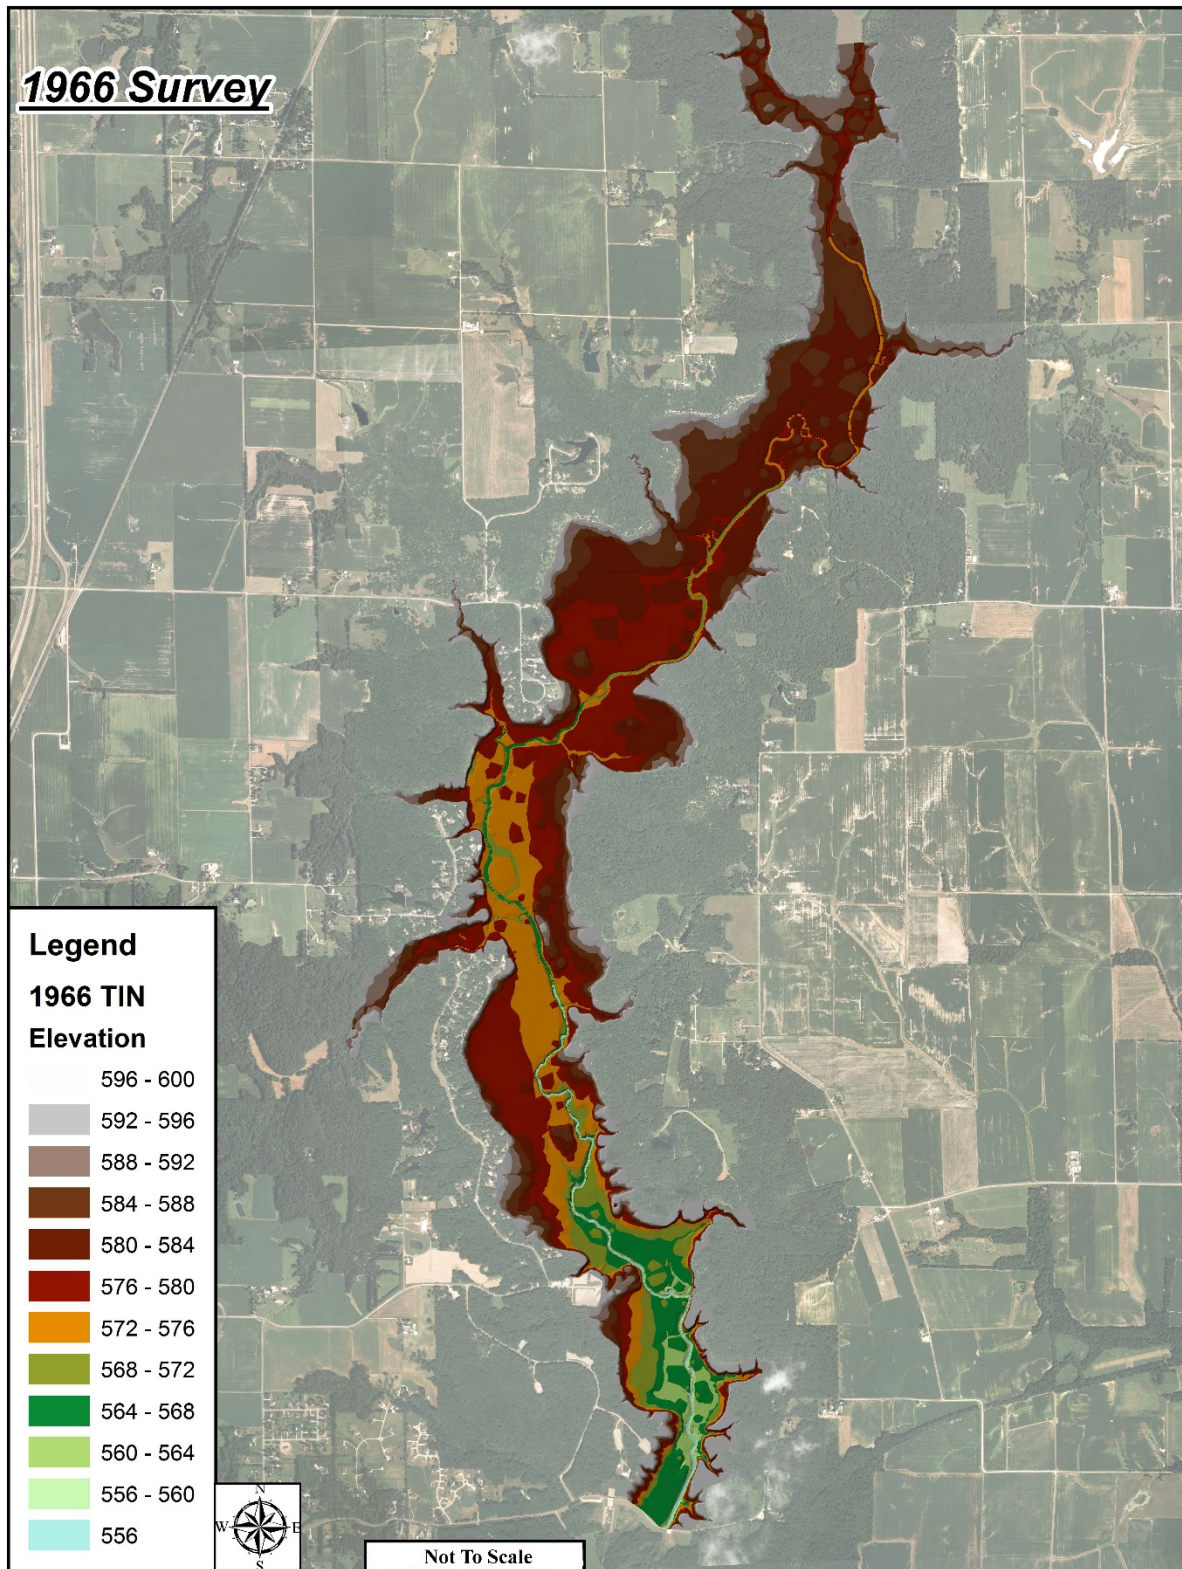 1966 Survey
Legend
1966 TIN
Elevation
596 - 600
592 - 596
588 - 592
584 - 588
580 - 584
576 - 580
572 - 576
568 - 572
564 - 568
560 - 564
556 - 560
556
N
W E
S
Not To Scale